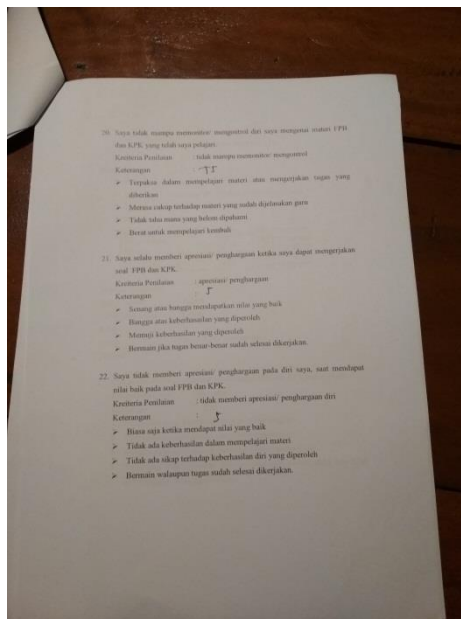 20. Saya tidak mampu memonitor/ mengontrol diri saya mengenai materi FPB
dan KPK yang telah saya pelajari.
Kreiteria Penilaian : tidak mampu memonitor/ mengontrol
Keterangan : TS
➢ Terpaksa dalam mempelajari materi atau mengerjakan tugas yang
diberikan
➢ Merasa cukup terhadap materi yang sudah dijelaskan guru
➢ Tidak tahu mana yang belum dipahami
➢ Berat untuk mempelajari kembali
21. Saya selalu memberi apresiasi/ penghargaan ketika saya dapat mengerjakan
soal FPB dan KPK.
Kreiteria Penilaian : apresiasi/ penghargaan
Keterangan : S
➢ Senang atau bangga mendapatkan nilai yang baik
➢ Bangga atas keberhasilan yang diperoleh
➢ Memuji keberhasilan yang diperoleh
➢ Bermain jika tugas benar-benar sudah selesai dikerjakan.
22. Saya tidak memberi apresiasi/ penghargaan pada diri saya, saat mendapat
nilai baik pada soal FPB dan KPK.
Kreiteria Penilaian : tidak memberi apresiasi/ penghargaan diri
Keterangan : S
➢ Biasa saja ketika mendapat nilai yang baik
➢ Tidak ada keberhasilan dalam mempelajari materi
➢ Tidak ada sikap terhadap keberhasilan diri yang diperoleh
➢ Bermain walaupun tugas sudah selesai dikerjakan.